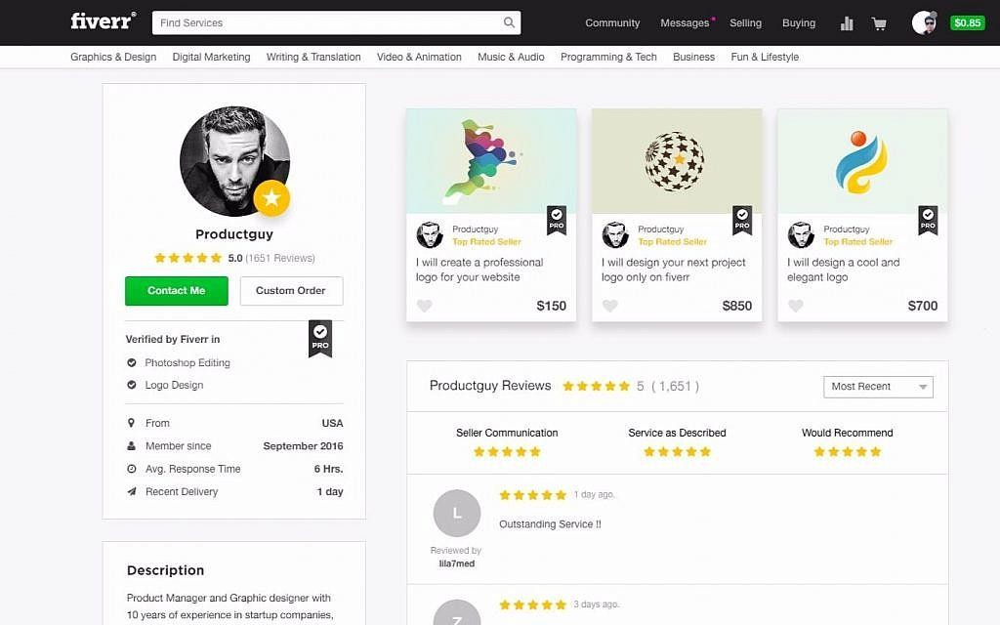 fiverr®
Find Services
Community Messages Selling Buying
$0.85
Graphics & Design Digital Marketing Writing & Translation Video & Animation Music & Audio Programming & Tech Business Fun & Lifestyle
Productguy
5.0 (1651 Reviews)
Contact Me
Custom Order
Verified by Fiverr in
PRO
Photoshop Editing
Logo Design
From USA
Member since September 2016
Avg. Response Time 6 Hrs.
Recent Delivery 1 day
Description
Product Manager and Graphic designer with
10 years of experience in startup companies,
PRO
Productguy
Top Rated Seller
I will create a professional
logo for your website
$150
PRO
Productguy
Top Rated Seller
I will design your next project
logo only on fiverr
$850
PRO
Productguy
Top Rated Seller
I will design a cool and
elegant logo
$700
Productguy Reviews 5 (1,651)
Most Recent
Seller Communication Service as Described Would Recommend
L
1 day ago.
Outstanding Service !!
Reviewed by
lila7med
Z
3 days ago.